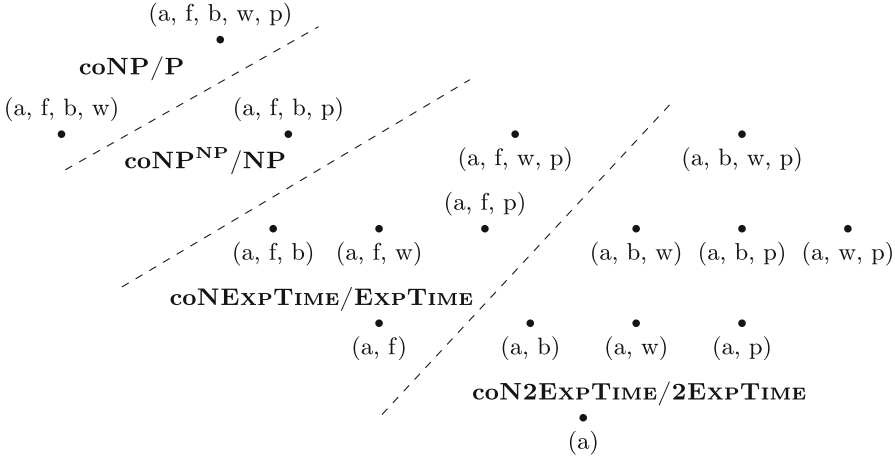 (a, f, b, w, p)
coNP/P
(a, f, b, w) (a, f, b, p)
coNP^NP/NP
(a, f, w, p) (a, b, w, p)
(a, f, p)
(a, f, b) (a, f, w) (a, b, w) (a, b, p) (a, w, p)
coNExpTime/ExpTime
(a, f) (a, b) (a, w) (a, p)
coN2ExpTime/2ExpTime
(a)